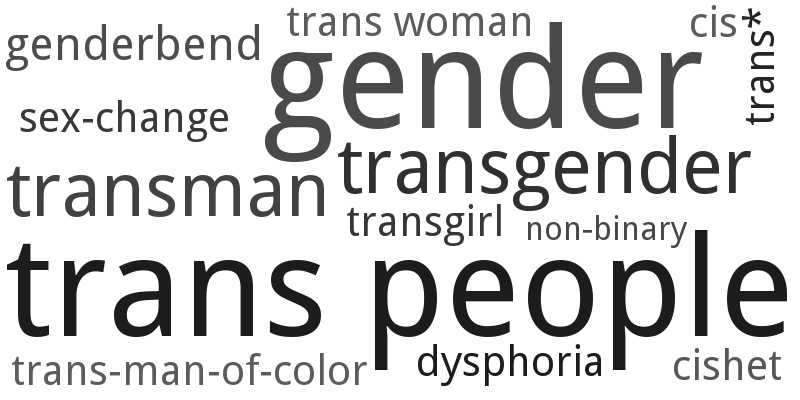 trans woman
cis
trans*
genderbend
gender
sex-change
transgender
transman
transgirl
non-binary
trans people
trans-man-of-color
dysphoria
cishet